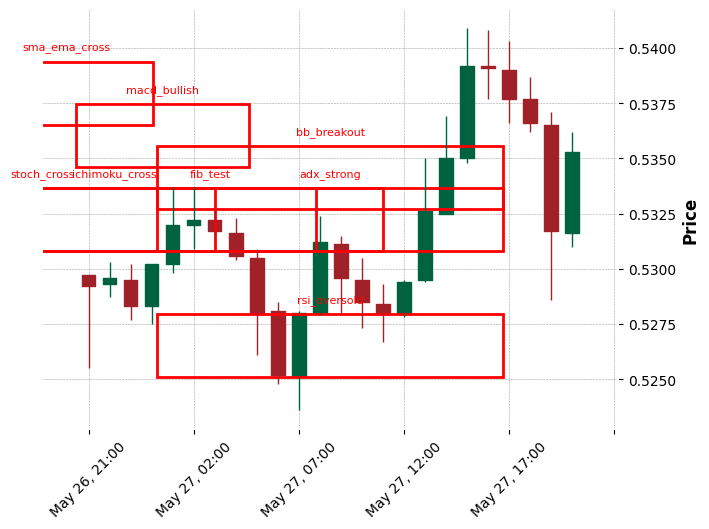 sma_ema_cross
0.5400
macd_bullish
0.5375
bb_breakout
0.5350
stoch_cross
ichimoku_cross
fib_test
adx_strong
0.5325
Price
0.5300
rsi_oversold
0.5275
0.5250
May 26, 21:00
May 27, 02:00
May 27, 07:00
May 27, 12:00
May 27, 17:00